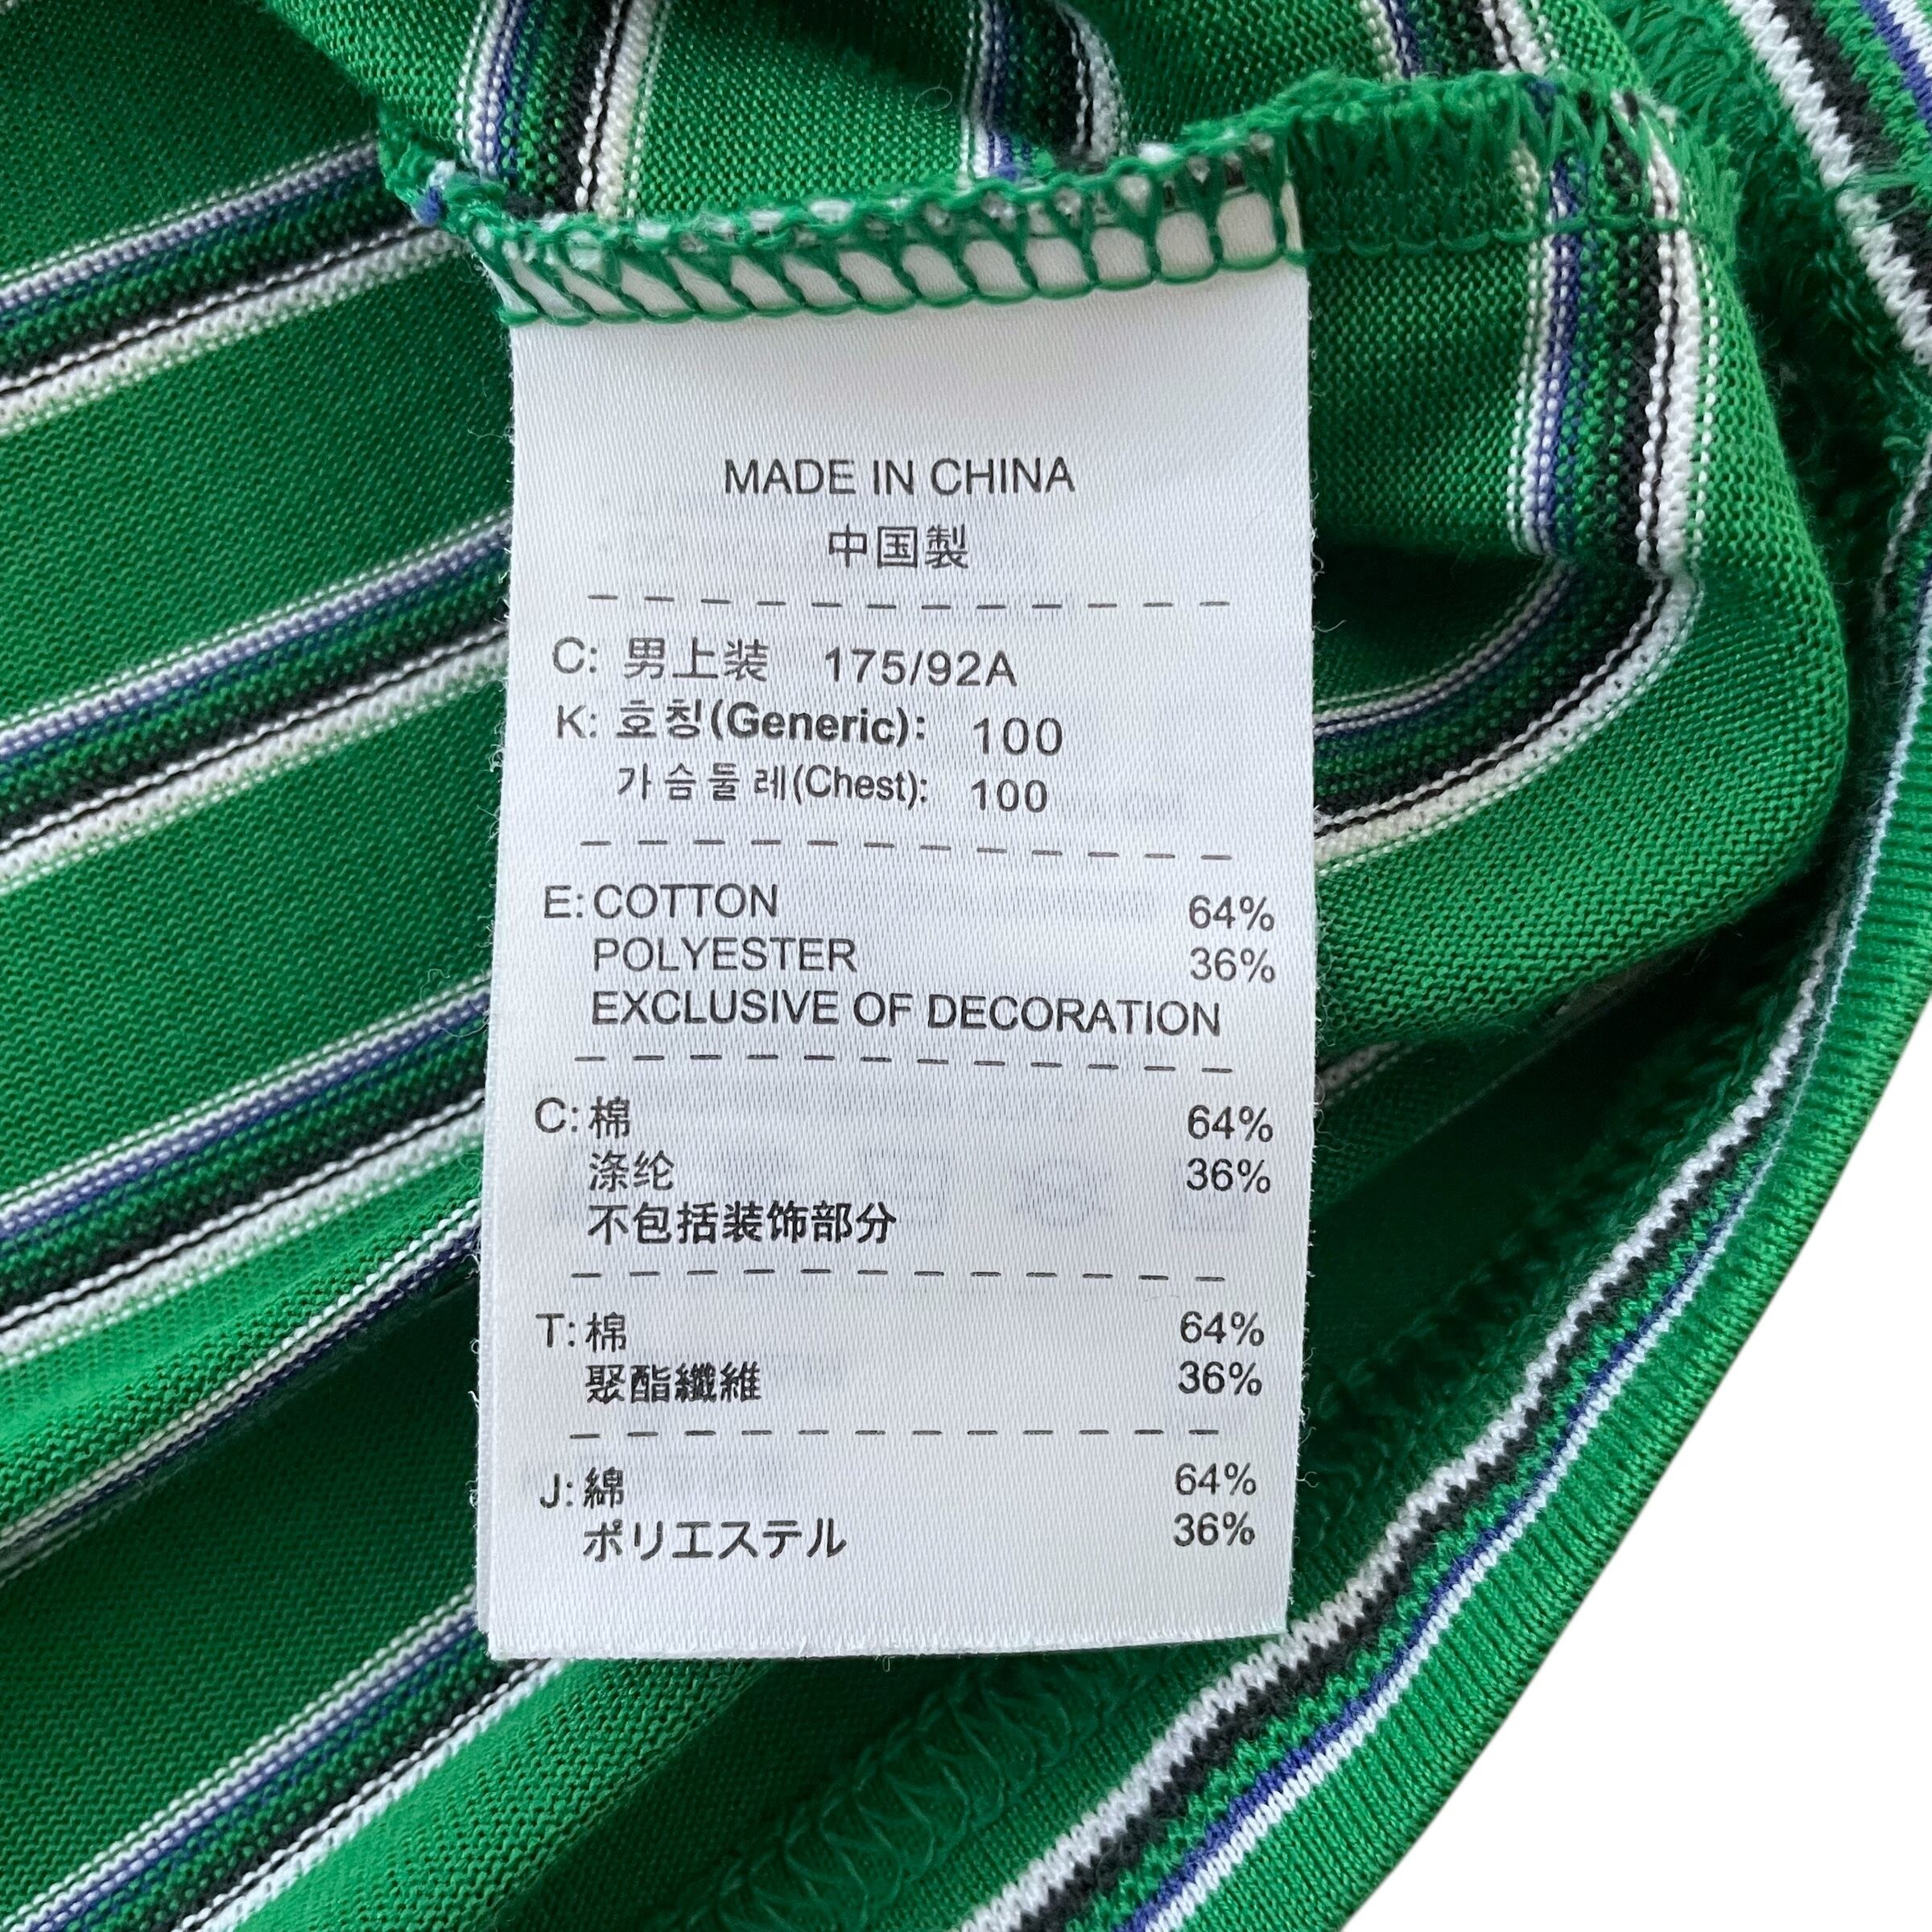 MADE IN CHINA
中国製
C: 男上装 175/92A
K: 호칭(Generic): 100
가슴둘레(Chest): 100
E: COTTON 64%
POLYESTER 36%
EXCLUSIVE OF DECORATION
C: 棉 64%
涤纶 36%
不包括装饰部分
T: 棉 64%
聚酯纖維 36%
J: 綿 64%
ポリエステル 36%